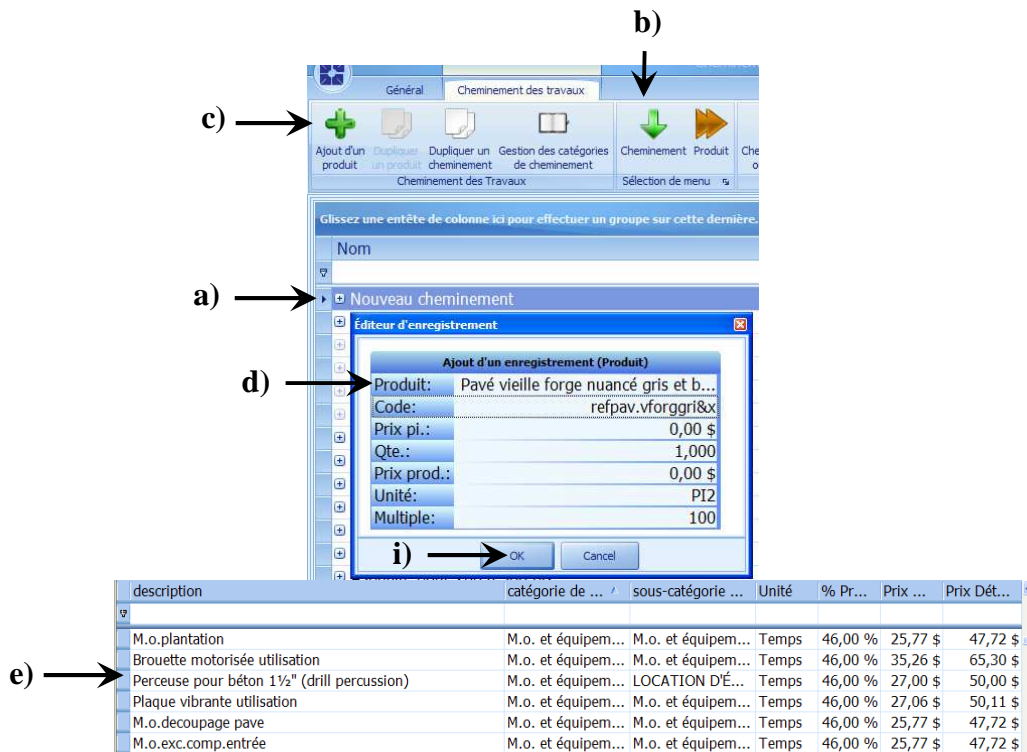 b)
Général Cheminement des travaux
c)
Ajout d'un produit Dupliquer un produit Dupliquer un cheminement Gestion des catégories de cheminement Cheminement Produit
Cheminement des Travaux Sélection de menu
Glissez une entête de colonne ici pour effectuer un groupe sur cette dernière.
Nom
a)
Nouveau cheminement
Éditeur d'enregistrement
Ajout d'un enregistrement (Produit)
d)
Produit: Pavé vieille forge nuancé gris et b...
Code: refpav.vforggri&x
Prix pi.: 0,00 $
Qte.: 1,000
Prix prod.: 0,00 $
Unité: PI2
Multiple: 100
i)
OK Cancel
description catégorie de ... sous-catégorie ... Unité % Pr... Prix ... Prix Dét...
M.o.plantation M.o. et équipem... M.o. et équipem... Temps 46,00 % 25,77 $ 47,72 $
Brouette motorisée utilisation M.o. et équipem... M.o. et équipem... Temps 46,00 % 35,26 $ 65,30 $
e)
Perceuse pour béton 1½" (drill percussion) M.o. et équipem... LOCATION D'É... Temps 46,00 % 27,00 $ 50,00 $
Plaque vibrante utilisation M.o. et équipem... M.o. et équipem... Temps 46,00 % 27,06 $ 50,11 $
M.o.decoupage pave M.o. et équipem... M.o. et équipem... Temps 46,00 % 25,77 $ 47,72 $
M.o.exc.comp.entrée M.o. et équipem... M.o. et équipem... Temps 46,00 % 25,77 $ 47,72 $